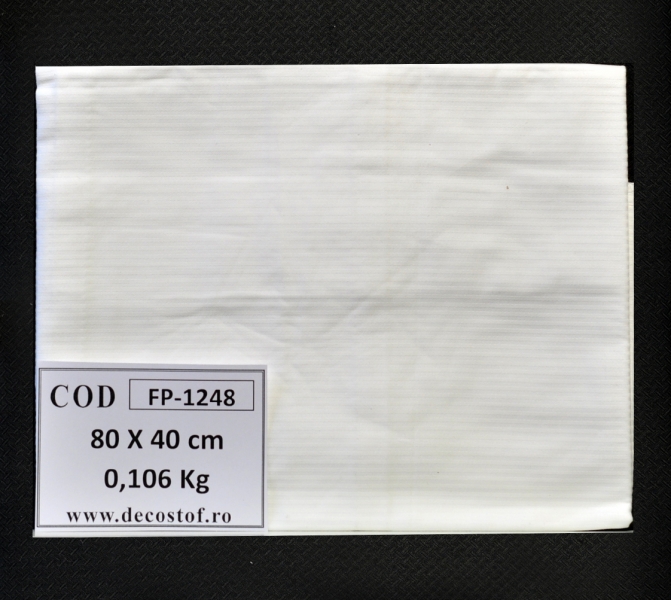 COD FP-1248
80 X 40 cm
0,106 Kg
www.decostof.ro